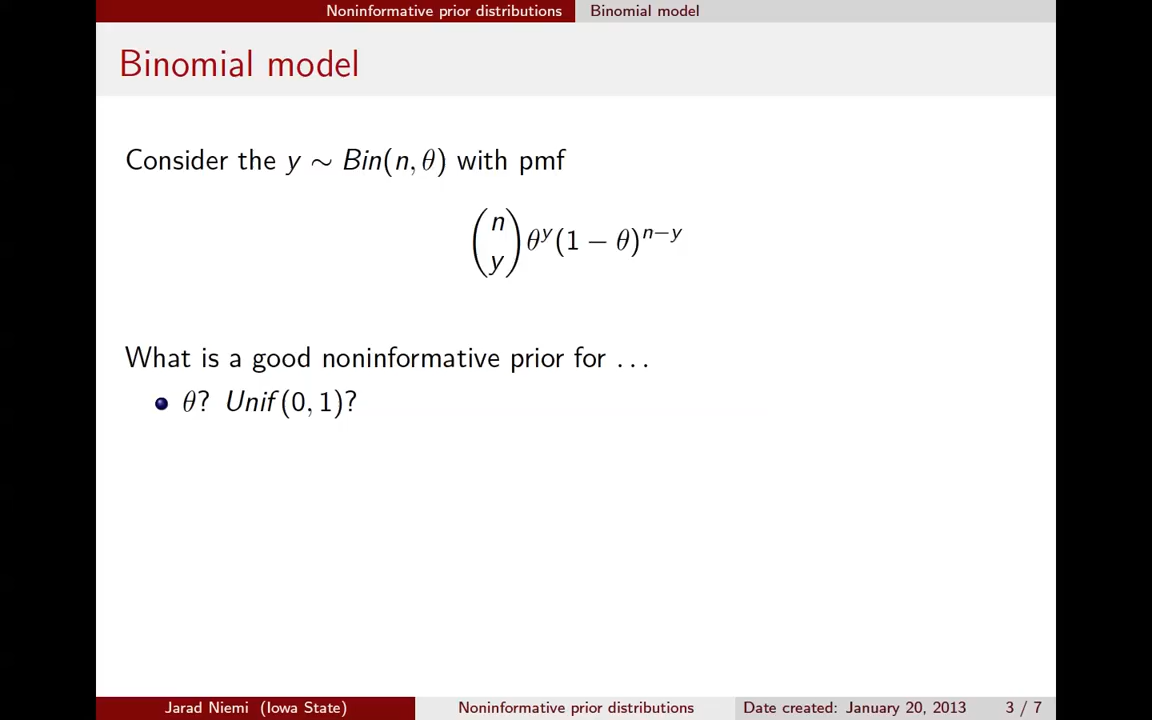 Noninformative prior distributions Binomial model
Binomial model
Consider the y ∼ Bin(n, θ) with pmf
(n y) θ^y (1 − θ)^{n−y}
What is a good noninformative prior for ...
θ? Unif(0, 1)?
Jarad Niemi (Iowa State) Noninformative prior distributions Date created: January 20, 2013 3 / 7